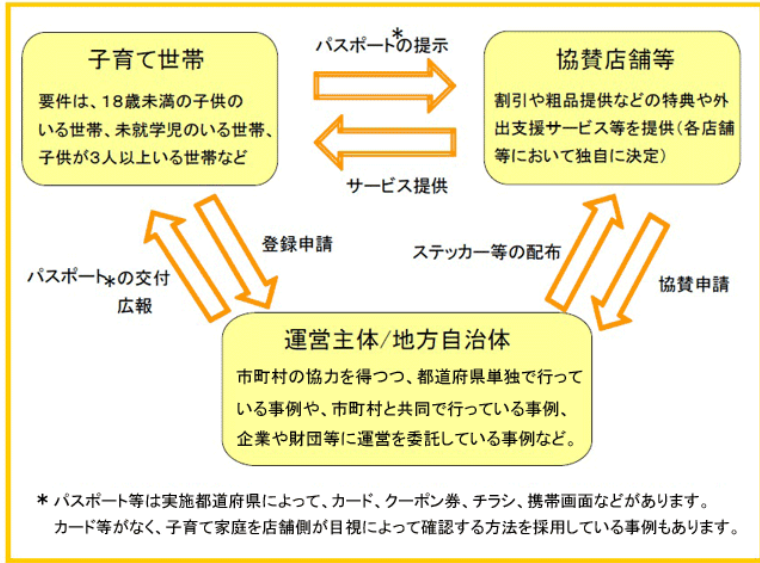 パスポート*の提示
子育て世帯
要件は、18歳未満の子供の
いる世帯、未就学児のいる世帯、
子供が3人以上いる世帯など
協賛店舗等
割引や粗品提供などの特典や外
出支援サービス等を提供(各店舗
等において独自に決定)
サービス提供
登録申請
パスポート*の交付
広報
ステッカー等の配布
協賛申請
運営主体/地方自治体
市町村の協力を得つつ、都道府県単独で行って
いる事例や、市町村と共同で行っている事例、
企業や財団等に運営を委託している事例など。
* パスポート等は実施都道府県によって、カード、クーポン券、チラシ、携帯画面などがあります。
カード等がなく、子育て家庭を店舗側が目視によって確認する方法を採用している事例もあります。